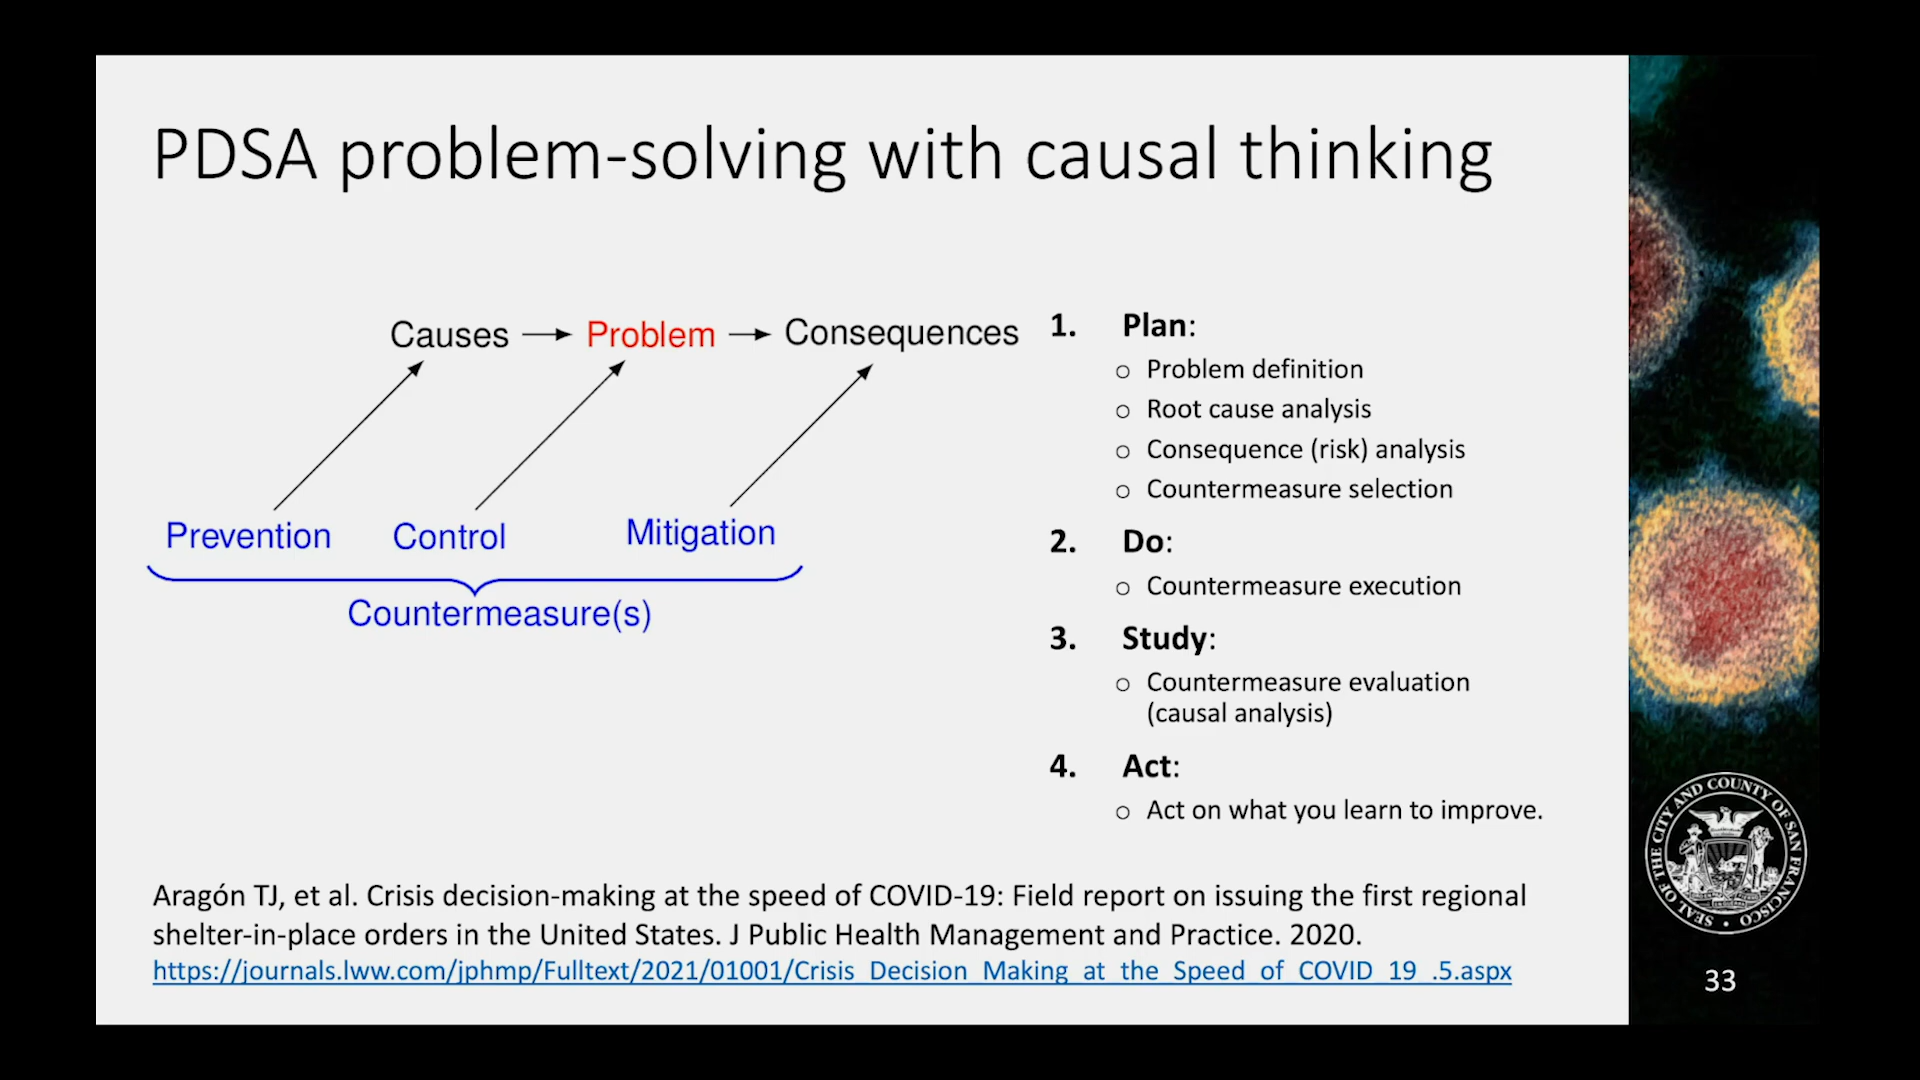 PDSA problem-solving with causal thinking
Causes Problem Consequences
Prevention Control Mitigation
Countermeasure(s)
1. Plan:
o Problem definition
o Root cause analysis
o Consequence (risk) analysis
o Countermeasure selection
2. Do:
o Countermeasure execution
3. Study:
o Countermeasure evaluation
(causal analysis)
4. Act:
o Act on what you learn to improve.
Aragón TJ, et al. Crisis decision-making at the speed of COVID-19: Field report on issuing the first regional
shelter-in-place orders in the United States. J Public Health Management and Practice. 2020.
https://journals.lww.com/jphmp/Fulltext/2021/01001/Crisis_Decision_Making_at_the_Speed_of_COVID_19_.5.aspx
SEAL OF THE CITY AND COUNTY OF SAN FRANCISCO
33